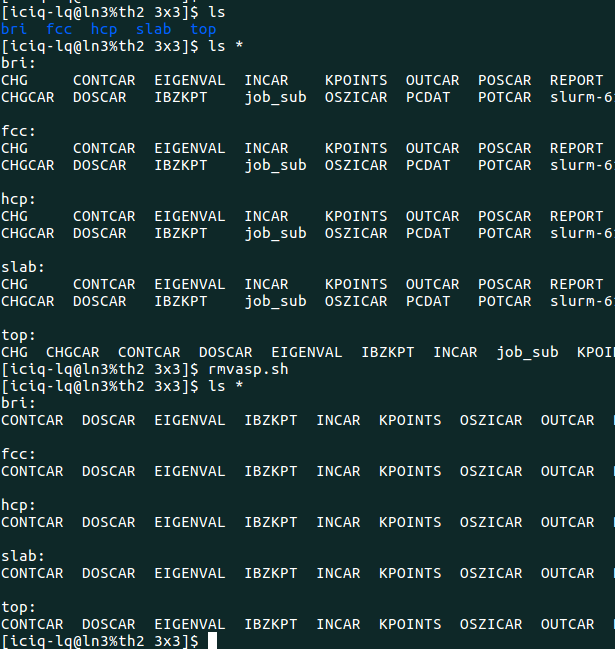 [iciq-lq@ln3%th2 3x3]$ ls
bri fcc hcp slab top
[iciq-lq@ln3%th2 3x3]$ ls *
bri:
CHG CONTCAR EIGENVAL INCAR KPOINTS OUTCAR POSCAR REPORT
CHGCAR DOSCAR IBZKPT job_sub OSZICAR PCDAT POTCAR slurm-6
fcc:
CHG CONTCAR EIGENVAL INCAR KPOINTS OUTCAR POSCAR REPORT
CHGCAR DOSCAR IBZKPT job_sub OSZICAR PCDAT POTCAR slurm-6
hcp:
CHG CONTCAR EIGENVAL INCAR KPOINTS OUTCAR POSCAR REPORT
CHGCAR DOSCAR IBZKPT job_sub OSZICAR PCDAT POTCAR slurm-6
slab:
CHG CONTCAR EIGENVAL INCAR KPOINTS OUTCAR POSCAR REPORT
CHGCAR DOSCAR IBZKPT job_sub OSZICAR PCDAT POTCAR slurm-6
top:
CHG CHGCAR CONTCAR DOSCAR EIGENVAL IBZKPT INCAR job_sub KPOI
[iciq-lq@ln3%th2 3x3]$ rmvasp.sh
[iciq-lq@ln3%th2 3x3]$ ls *
bri:
CONTCAR DOSCAR EIGENVAL IBZKPT INCAR KPOINTS OSZICAR OUTCAR
fcc:
CONTCAR DOSCAR EIGENVAL IBZKPT INCAR KPOINTS OSZICAR OUTCAR
hcp:
CONTCAR DOSCAR EIGENVAL IBZKPT INCAR KPOINTS OSZICAR OUTCAR
slab:
CONTCAR DOSCAR EIGENVAL IBZKPT INCAR KPOINTS OSZICAR OUTCAR
top:
CONTCAR DOSCAR EIGENVAL IBZKPT INCAR KPOINTS OSZICAR OUTCAR
[iciq-lq@ln3%th2 3x3]$